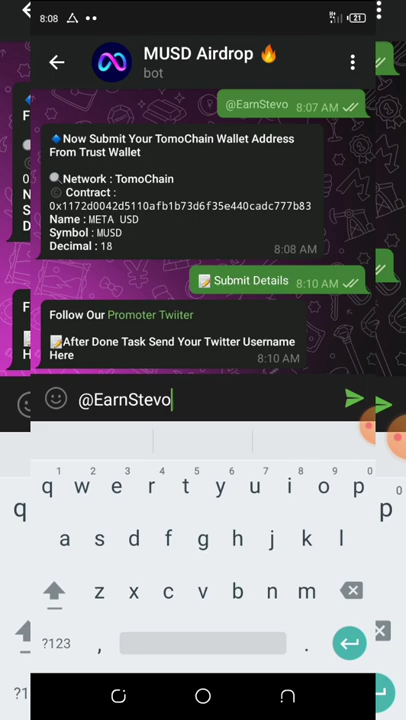 8:08 21
MUSD Airdrop 🔥
bot
@EarnStevo 8:07 AM
🔹Now Submit Your TomoChain Wallet Address
From Trust Wallet
🔍Network : TomoChain
© Contract :
0x1172d0042d5110afb1b73d6f35e440cadc777b83
Name : META USD
Symbol : MUSD
Decimal : 18
8:08 AM
📝 Submit Details 8:10 AM
Follow Our Promoter Twiiter
📝After Done Task Send Your Twitter Username
Here
8:10 AM
@EarnStevo
1 2 3 4 5 6 7 8 9 0
q w e r t y u i o p
a s d f g h j k l
z x c v b n m
?123 , .